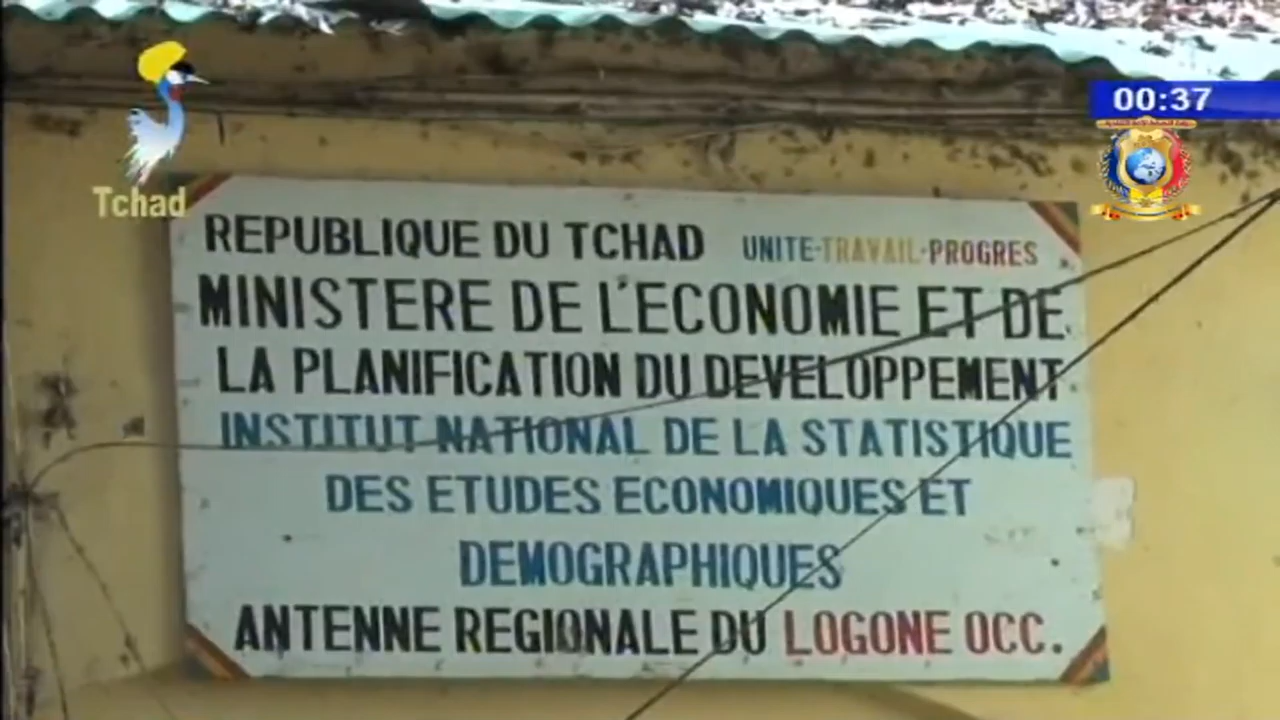 00:37
Tchad
REPUBLIQUE DU TCHAD UNITE-TRAVAIL-PROGRES
MINISTERE DE L'ECONOMIE ET DE
LA PLANIFICATION DU DEVELOPPEMENT
INSTITUT NATIONAL DE LA STATISTIQUE
DES ETUDES ECONOMIQUES ET
DEMOGRAPHIQUES
ANTENNE REGIONALE DU LOGONE OCC.